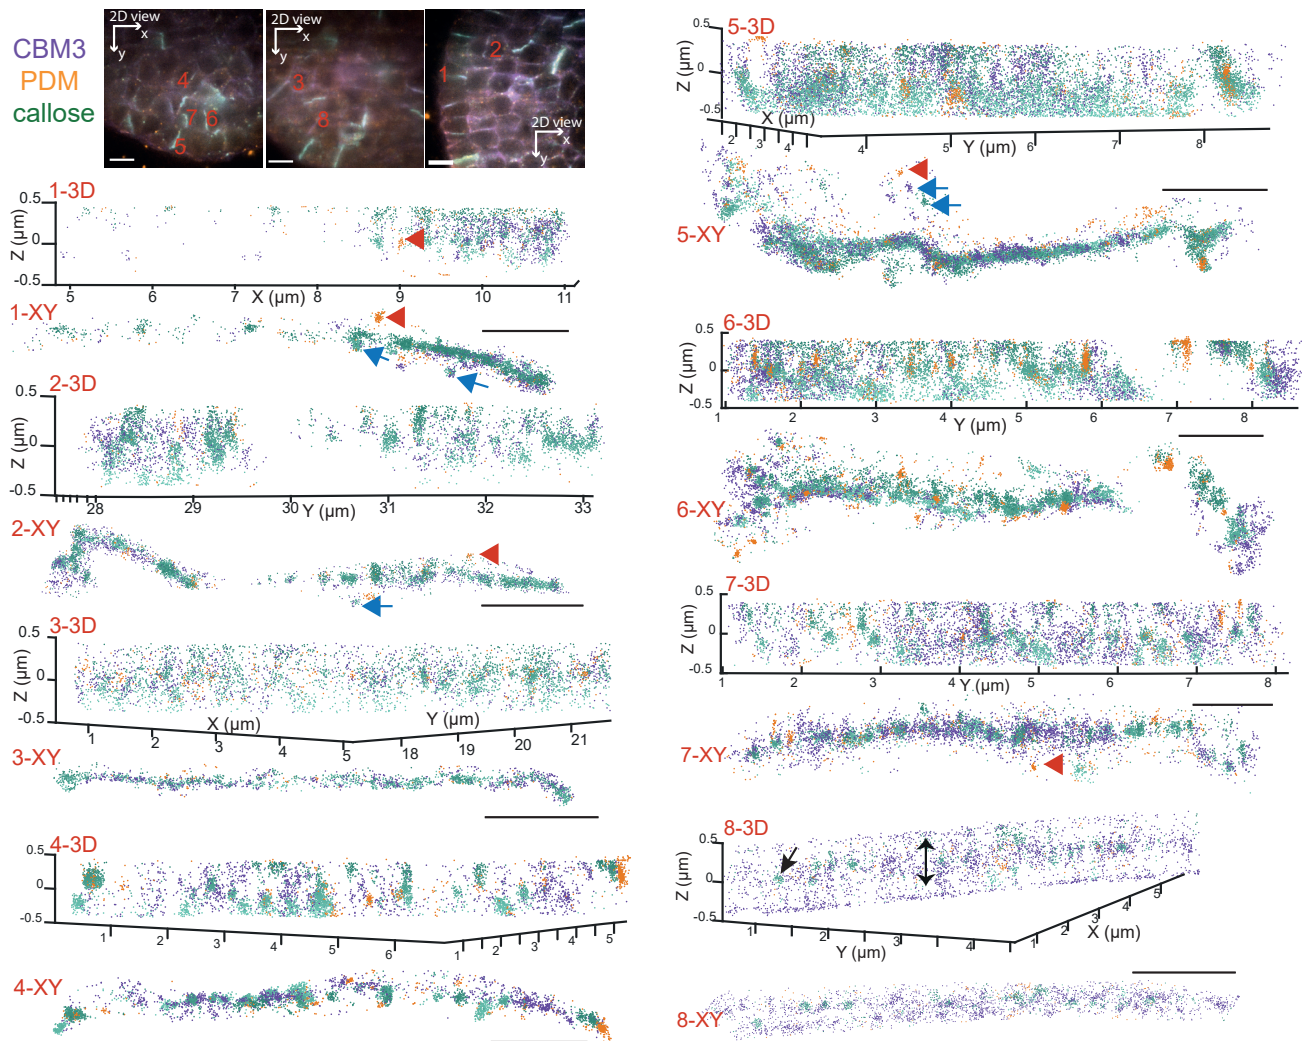 CBM3
PDM
callose
2D view
x
y
4
7
6
5
2D view
x
y
3
8
2
1
2D view
x
y
1-3D
Z (µm)
0.5
0
-0.5
5 6 7 8 9 10 11
X (µm)
1-XY
2-3D
Z (µm)
0.5
0
-0.5
28 29 30 31 32 33
Y (µm)
2-XY
3-3D
Z (µm)
0.5
0
-0.5
X (µm)
Y (µm)
1 2 3 4 5 18 19 20 21
3-XY
4-3D
Z (µm)
0.5
0
-0.5
1 2 3 4 5 6 1 2 3 4 5
4-XY
5-3D
Z (µm)
0.5
0
-0.5
X (µm)
2 3 4 4 5 6 7 8
Y (µm)
5-XY
6-3D
Z (µm)
0.5
0
-0.5
1 2 3 4 5 6 7 8
Y (µm)
6-XY
7-3D
Z (µm)
0.5
0
-0.5
1 2 3 4 5 6 7 8
Y (µm)
7-XY
8-3D
Z (µm)
0.5
0
-0.5
1 2 3 4 1 2 3 4 5
Y (µm)
X (µm)
8-XY